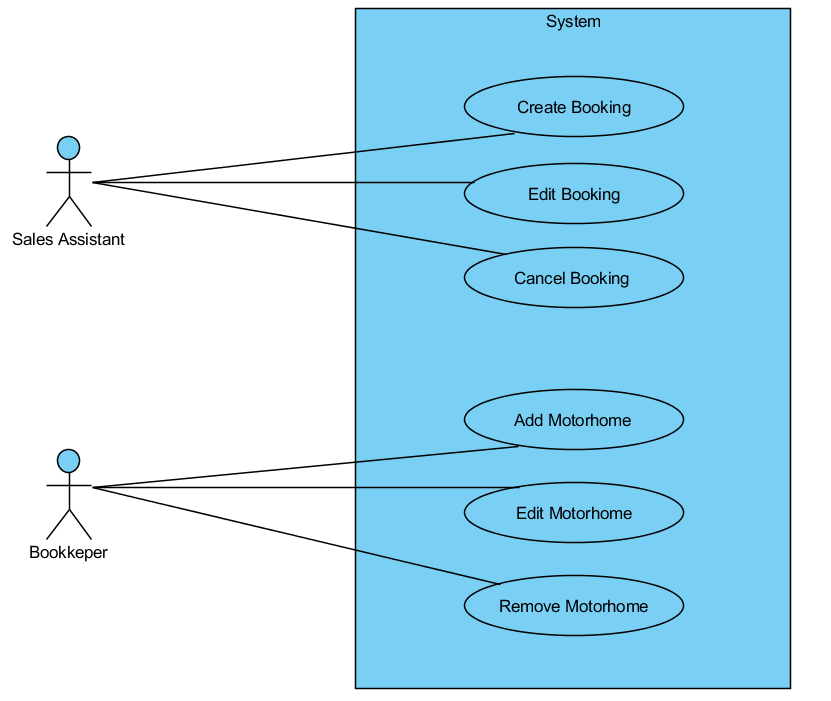 System
Create Booking
Edit Booking
Sales Assistant
Cancel Booking
Add Motorhome
Edit Motorhome
Bookkeper
Remove Motorhome